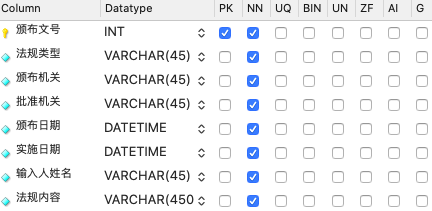 Column Datatype PK NN UQ BIN UN ZF AI G
颁布文号 INT
法规类型 VARCHAR(45)
颁布机关 VARCHAR(45)
批准机关 VARCHAR(45)
颁布日期 DATETIME
实施日期 DATETIME
输入人姓名 VARCHAR(45)
法规内容 VARCHAR(450